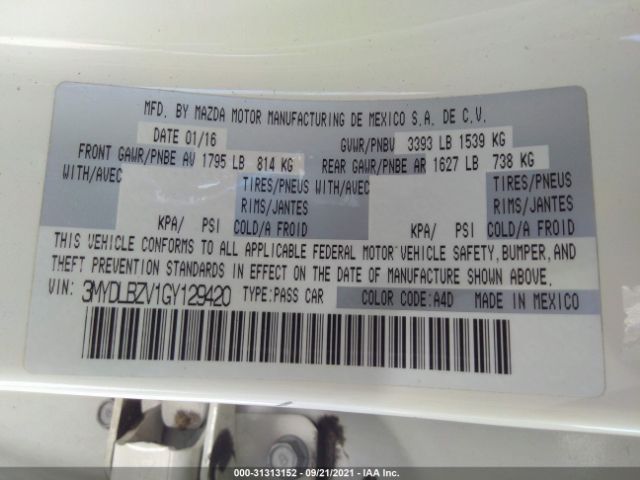 MFD. BY MAZDA MOTOR MANUFACTURING DE MEXICO S.A. DE C.V.
DATE 01/16 GVWR/PNBV 3393 LB 1539 KG
FRONT GAWR/PNBE AV 1795 LB 814 KG REAR GAWR/PNBE AR 1627 LB 738 KG
WITH/AVEC TIRES/PNEUS WITH/AVEC TIRES/PNEUS
RIMS/JANTES RIMS/JANTES
KPA/ PSI COLD/A FROID KPA/ PSI COLD/A FROID
THIS VEHICLE CONFORMS TO ALL APPLICABLE FEDERAL MOTOR VEHICLE SAFETY, BUMPER, AND
THEFT PREVENTION STANDARDS IN EFFECT ON THE DATE OF MANUFACTURE SHOWN ABOVE.
VIN: 3MYDLBZV1GY129420 TYPE:PASS CAR COLOR CODE:A4D MADE IN MEXICO
000-31313152 - 09/21/2021 - IAA Inc.